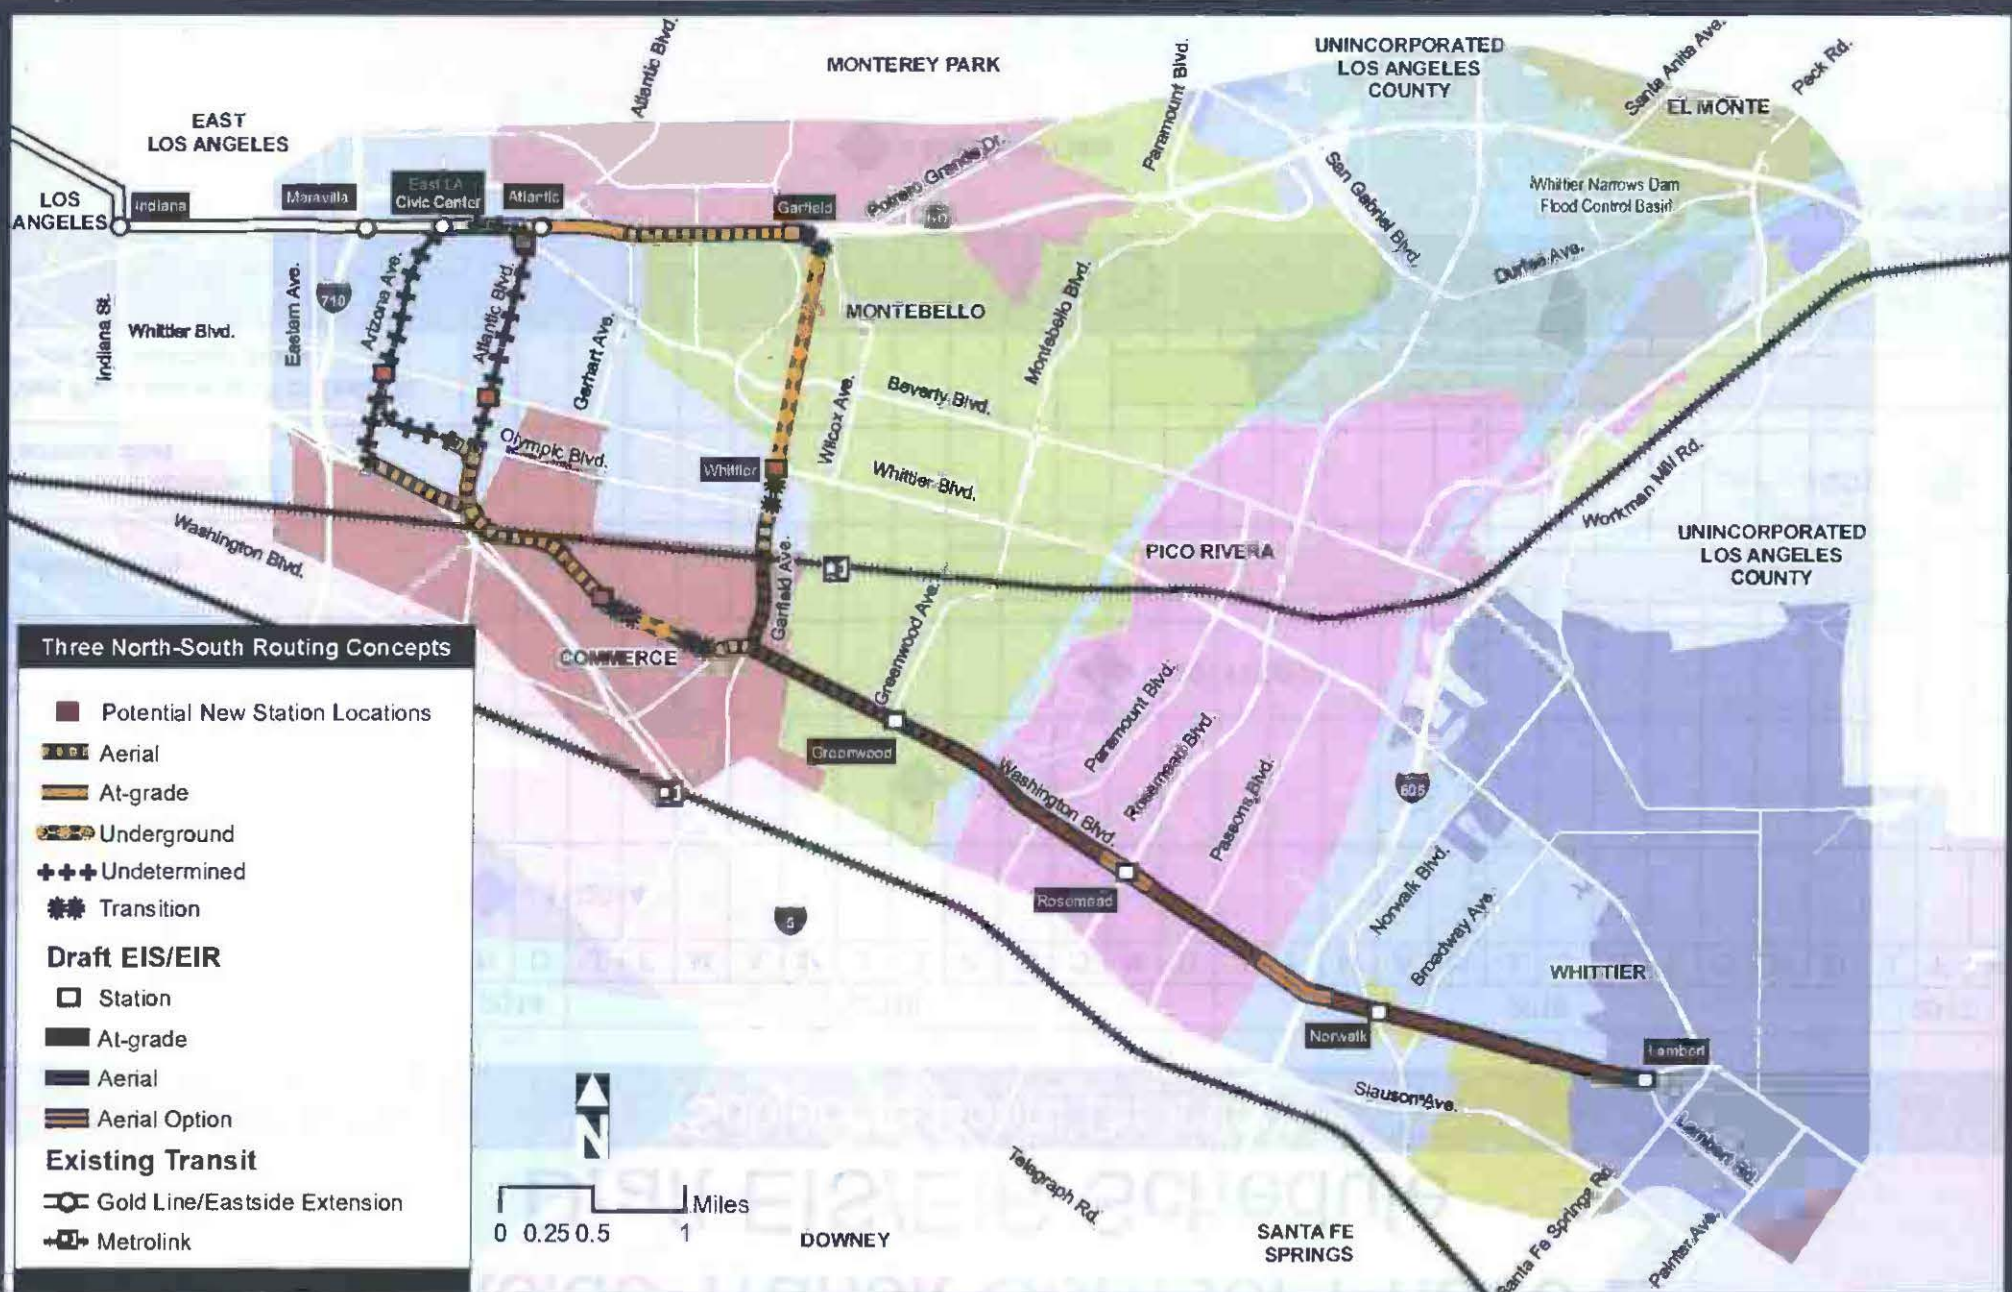 MONTEREY PARK
UNINCORPORATED
LOS ANGELES
COUNTY
EL MONTE
Santa Anita Ave.
Peck Rd.
Atlantic Blvd.
Paramount Blvd.
EAST
LOS ANGELES
LOS
ANGELES
Indiana
Maravilla
East LA
Civic Center
Atlantic
Garfield
Potrero Grande Dr.
60
San Gabriel Blvd.
Whittier Narrows Dam
Flood Control Basin
Durfee Ave.
Indiana St.
Whittier Blvd.
Eastern Ave.
710
Arizona Ave.
Atlantic Blvd.
Gerhart Ave.
MONTEBELLO
Montebello Blvd.
Wilcox Ave.
Beverly Blvd.
Olympic Blvd.
Whittier
Whittier Blvd.
Workman Mill Rd.
Washington Blvd.
Garfield Ave.
PICO RIVERA
UNINCORPORATED
LOS ANGELES
COUNTY
COMMERCE
Greenwood Ave.
Greenwood
Paramount Blvd.
Rosemead Blvd.
Passons Blvd.
Washington Blvd.
605
Rosemead
5
Norwalk Blvd.
Broadway Ave.
WHITTIER
Norwalk
Lambert
Slauson Ave.
Lambert Rd.
Telegraph Rd.
Santa Fe Springs Rd.
Painter Ave.
SANTA FE
SPRINGS
DOWNEY
Three North-South Routing Concepts
Potential New Station Locations
Aerial
At-grade
Underground
Undetermined
Transition
Draft EIS/EIR
Station
At-grade
Aerial
Aerial Option
Existing Transit
Gold Line/Eastside Extension
Metrolink
N
Miles
0 0.25 0.5 1